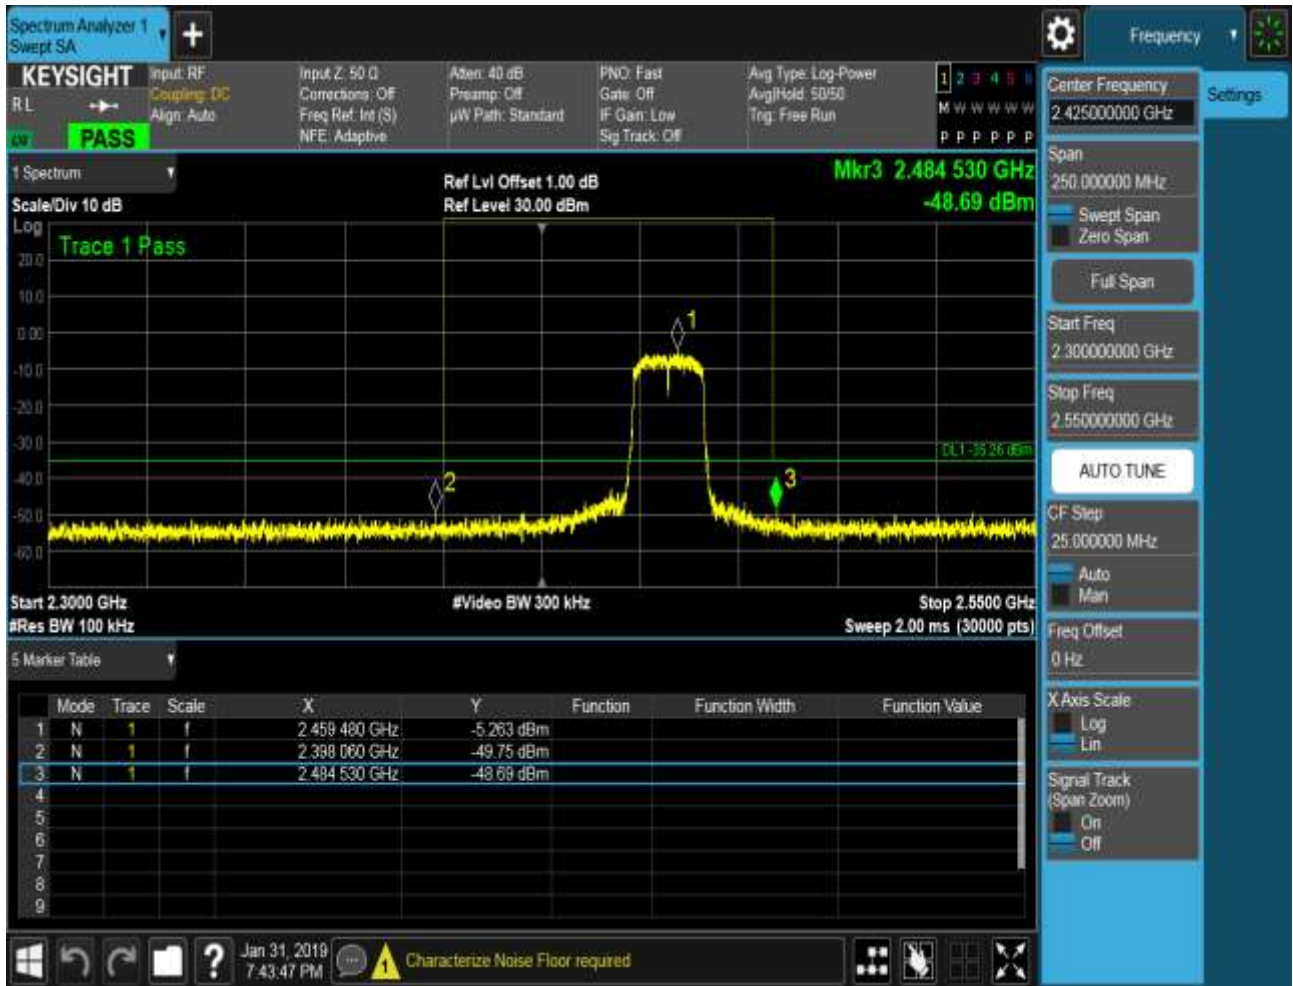 Spectrum Analyzer 1
Swept SA
Frequency
KEYSIGHT
RL
PASS
Input: RF
Coupling: DC
Align: Auto
Input Z: 50 Ω
Corrections: Off
Freq Ref: Int (S)
NFE: Adaptive
Atten: 40 dB
Preamp: Off
µW Path: Standard
PNO: Fast
Gate: Off
IF Gain: Low
Sig Track: Off
Avg Type: Log-Power
Avg|Hold: 50/50
Trig: Free Run
1 2 3 4 5 6
M W W W W W
P P P P P P
1 Spectrum
Scale/Div 10 dB
Ref Lvl Offset 1.00 dB
Ref Level 30.00 dBm
Mkr3 2.484 530 GHz
-48.69 dBm
Log
Trace 1 Pass
20.0
10.0
0.00
-10.0
-20.0
-30.0
-40.0
-50.0
-60.0
1
2
3
DL1 -35.26 dBm
Start 2.3000 GHz
#Res BW 100 kHz
#Video BW 300 kHz
Stop 2.5500 GHz
Sweep 2.00 ms (30000 pts)
5 Marker Table
Mode Trace Scale X Y Function Function Width Function Value
1 N 1 f 2.459 480 GHz -5.263 dBm
2 N 1 f 2.398 060 GHz -49.75 dBm
3 N 1 f 2.484 530 GHz -48.69 dBm
4
5
6
7
8
9
Jan 31, 2019
7:43:47 PM
Characterize Noise Floor required
Center Frequency
2.425000000 GHz
Settings
Span
250.000000 MHz
Swept Span
Zero Span
Full Span
Start Freq
2.300000000 GHz
Stop Freq
2.550000000 GHz
AUTO TUNE
CF Step
25.000000 MHz
Auto
Man
Freq Offset
0 Hz
X Axis Scale
Log
Lin
Signal Track
(Span Zoom)
On
Off